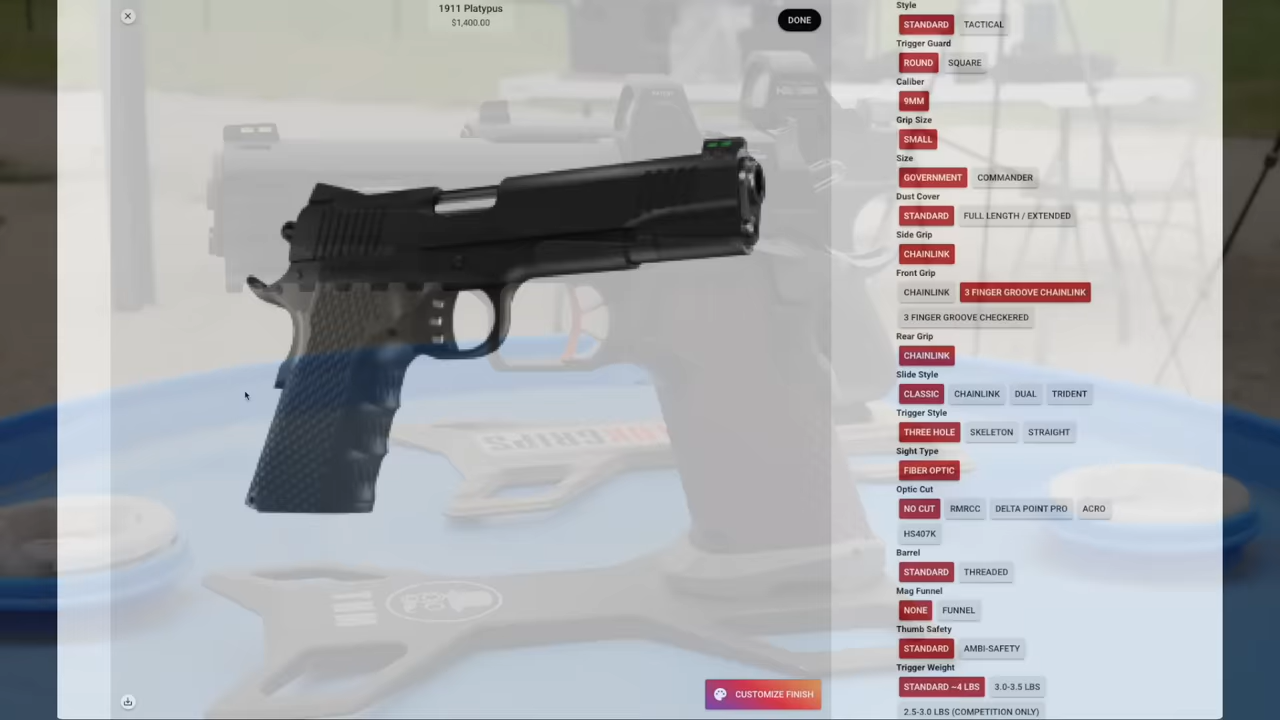 1911 Platypus
$1,400.00
DONE
Style
STANDARD TACTICAL
Trigger Guard
ROUND SQUARE
Caliber
9MM
Grip Size
SMALL
Size
GOVERNMENT COMMANDER
Dust Cover
STANDARD FULL LENGTH / EXTENDED
Side Grip
CHAINLINK
Front Grip
CHAINLINK 3 FINGER GROOVE CHAINLINK
3 FINGER GROOVE CHECKERED
Rear Grip
CHAINLINK
Slide Style
CLASSIC CHAINLINK DUAL TRIDENT
Trigger Style
THREE HOLE SKELETON STRAIGHT
Sight Type
FIBER OPTIC
Optic Cut
NO CUT RMRCC DELTA POINT PRO ACRO
HS407K
Barrel
STANDARD THREADED
Mag Funnel
NONE FUNNEL
Thumb Safety
STANDARD AMBI-SAFETY
Trigger Weight
STANDARD ~4 LBS 3.0-3.5 LBS
2.5-3.0 LBS (COMPETITION ONLY)
CUSTOMIZE FINISH